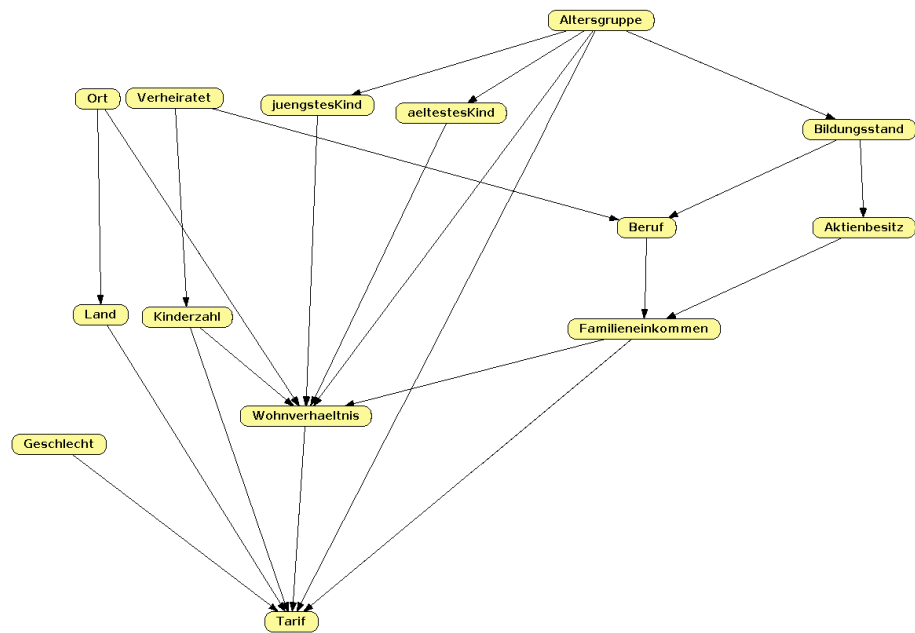 Altersgruppe
Ort
Verheiratet
juengstesKind
aeltestesKind
Bildungsstand
Beruf
Aktienbesitz
Land
Kinderzahl
Familieneinkommen
Wohnverhaeltnis
Geschlecht
Tarif